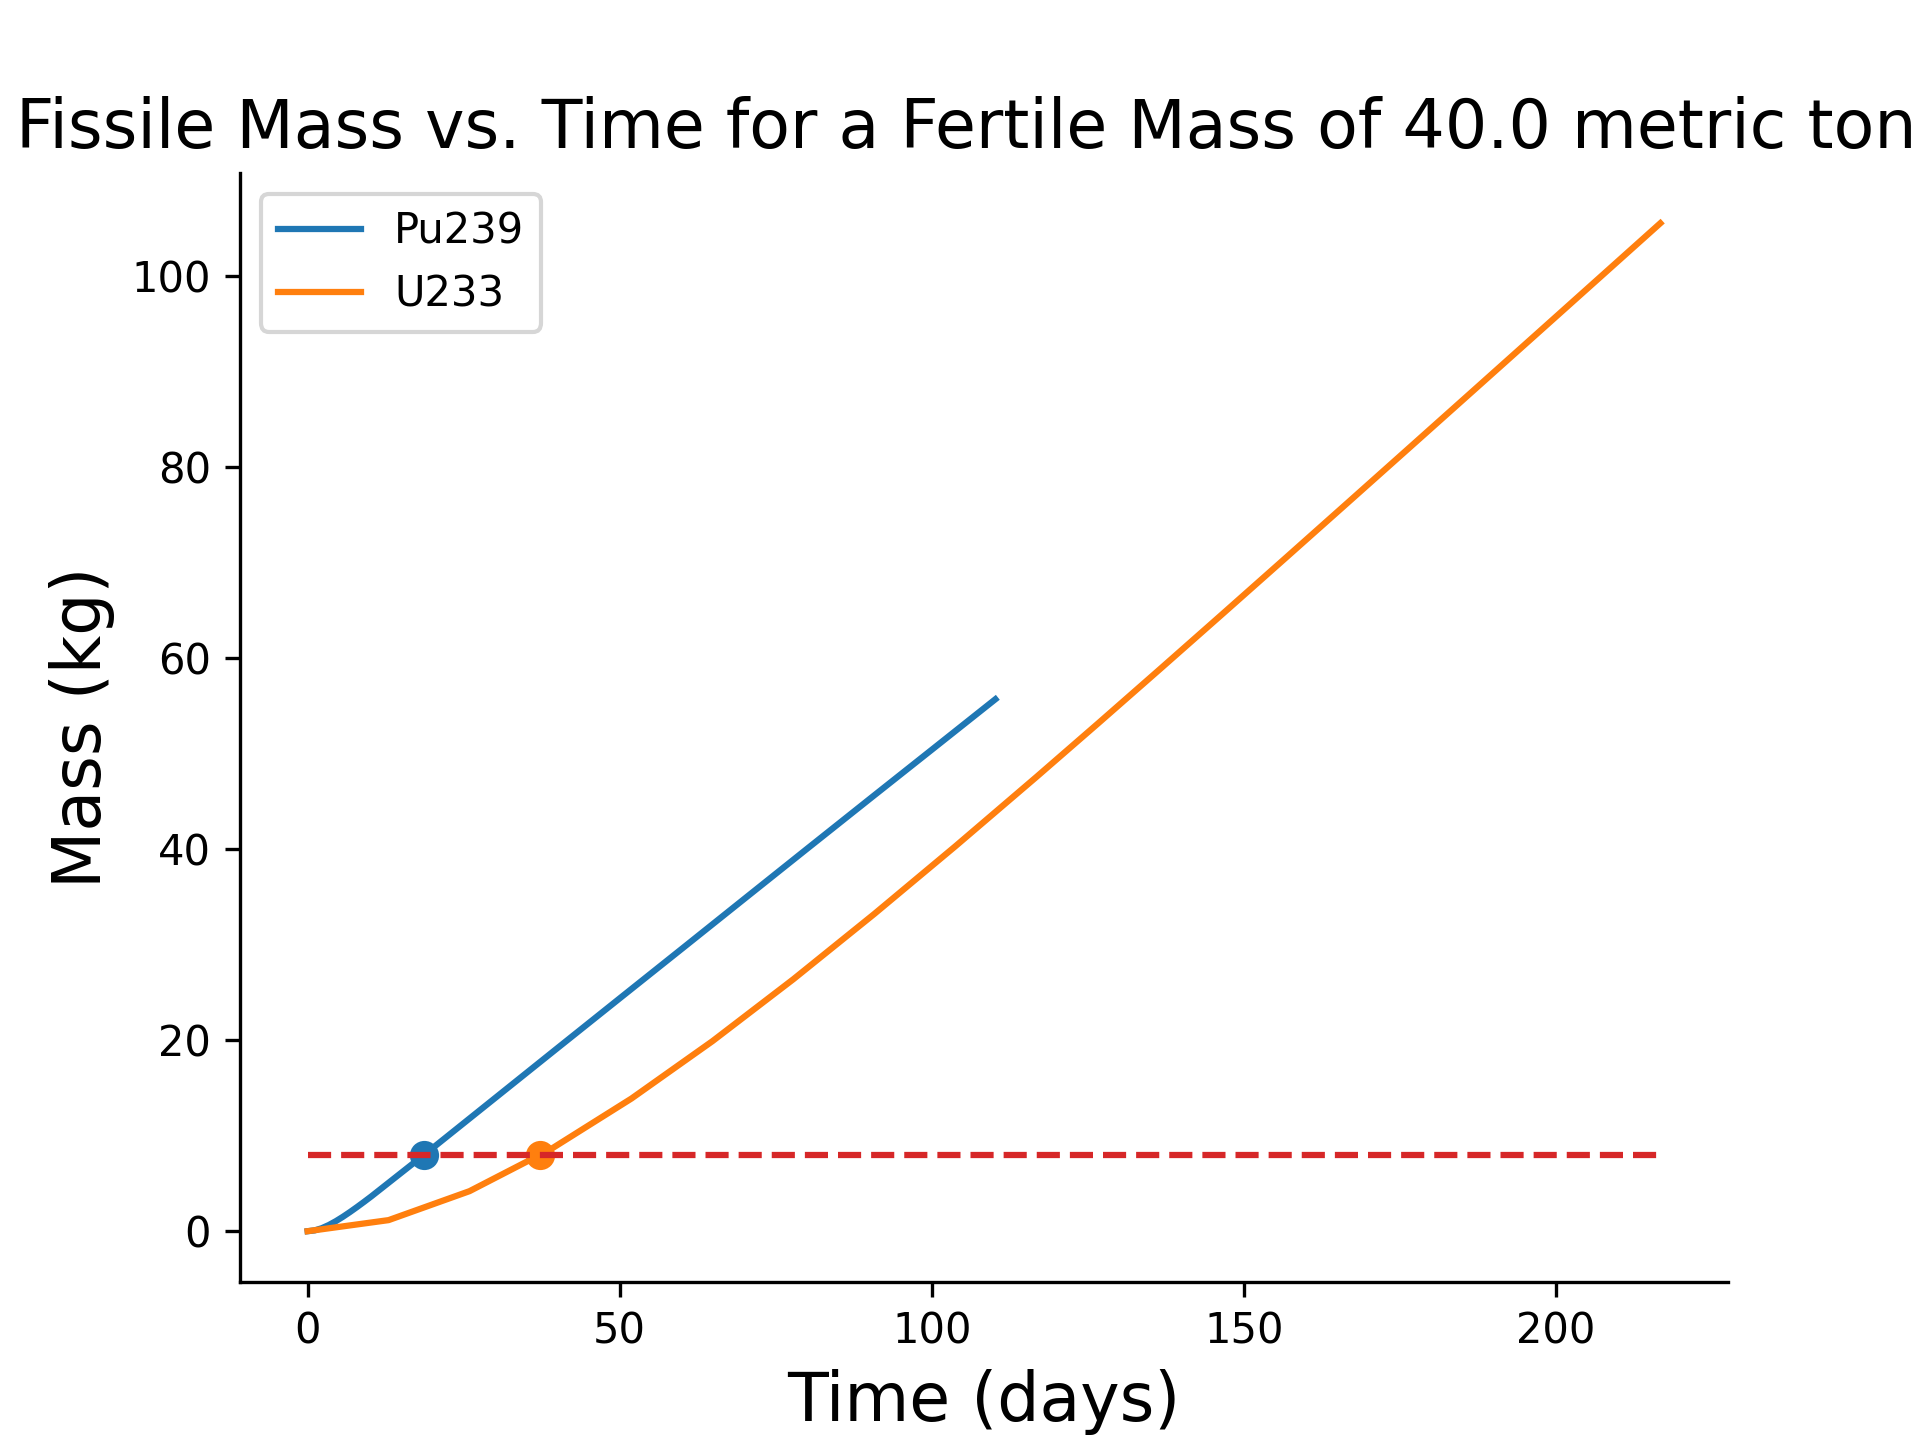 Fissile Mass vs. Time for a Fertile Mass of 40.0 metric ton
Pu239
U233
Mass (kg)
100
80
60
40
20
0
0 50 100 150 200
Time (days)